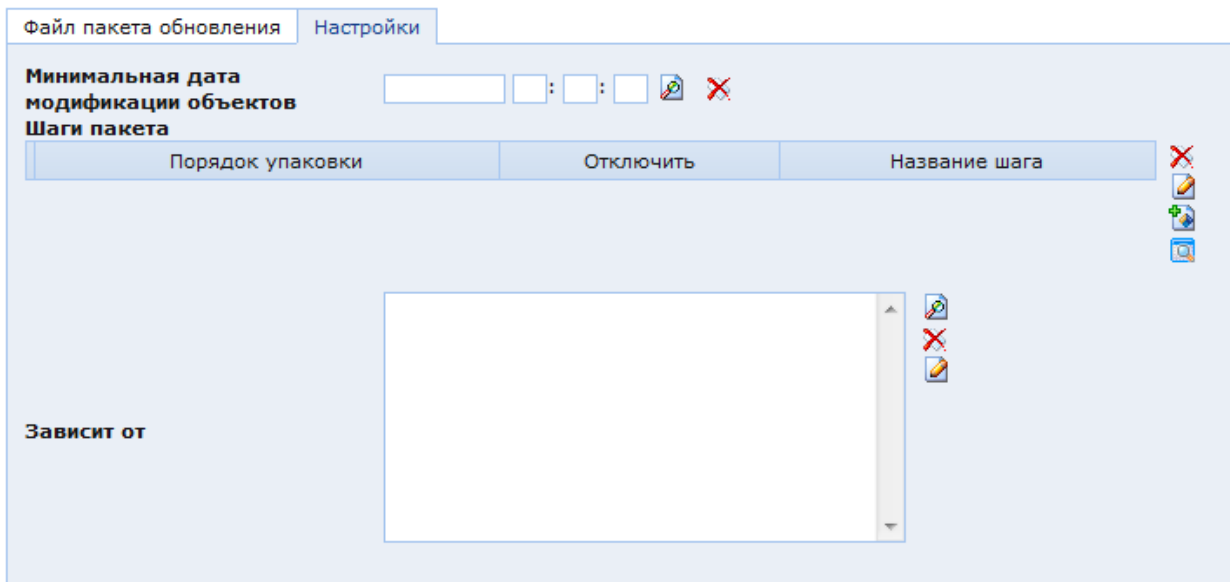 Файл пакета обновления Настройки
Минимальная дата
модификации объектов
: :
Шаги пакета
Порядок упаковки Отключить Название шага
Зависит от